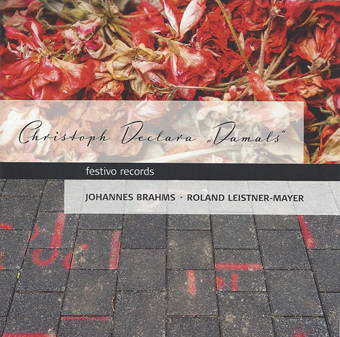 Christoph Declara „Damals“
festivo records
JOHANNES BRAHMS · ROLAND LEISTNER-MAYER